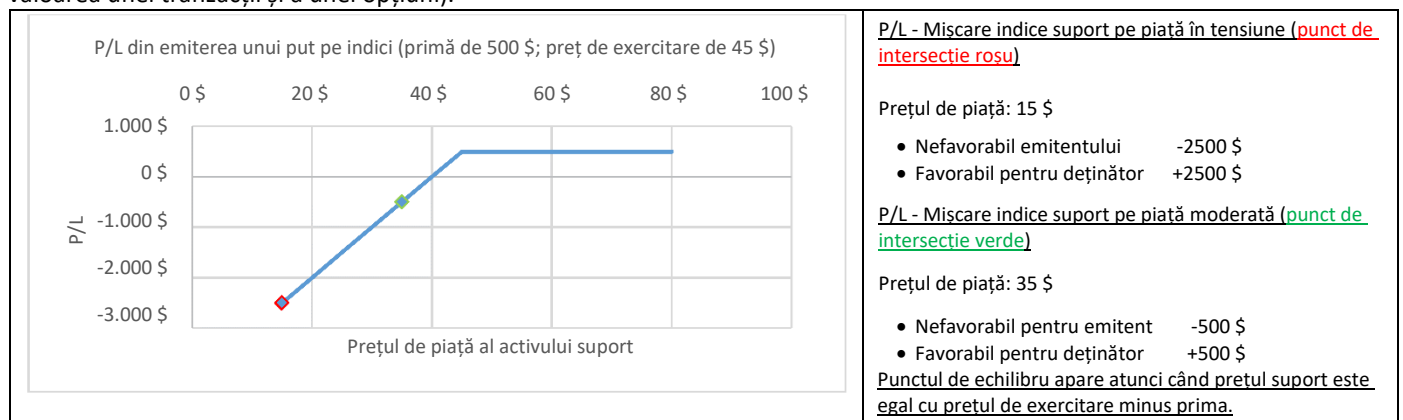 P/L din emiterea unui put pe indici (primă de 500 $; preț de exercitare de 45 $)
0 $ 20 $ 40 $ 60 $ 80 $ 100 $
1.000 $
0 $
-1.000 $
-2.000 $
-3.000 $
P/L
Prețul de piață al activului suport
P/L - Mișcare indice suport pe piață în tensiune (punct de
intersecție roșu)
Prețul de piață: 15 $
• Nefavorabil emitentului -2500 $
• Favorabil pentru deținător +2500 $
P/L - Mișcare indice suport pe piață moderată (punct de
intersecție verde)
Prețul de piață: 35 $
• Nefavorabil pentru emitent -500 $
• Favorabil pentru deținător +500 $
Punctul de echilibru apare atunci când prețul suport este
egal cu prețul de exercitare minus prima.